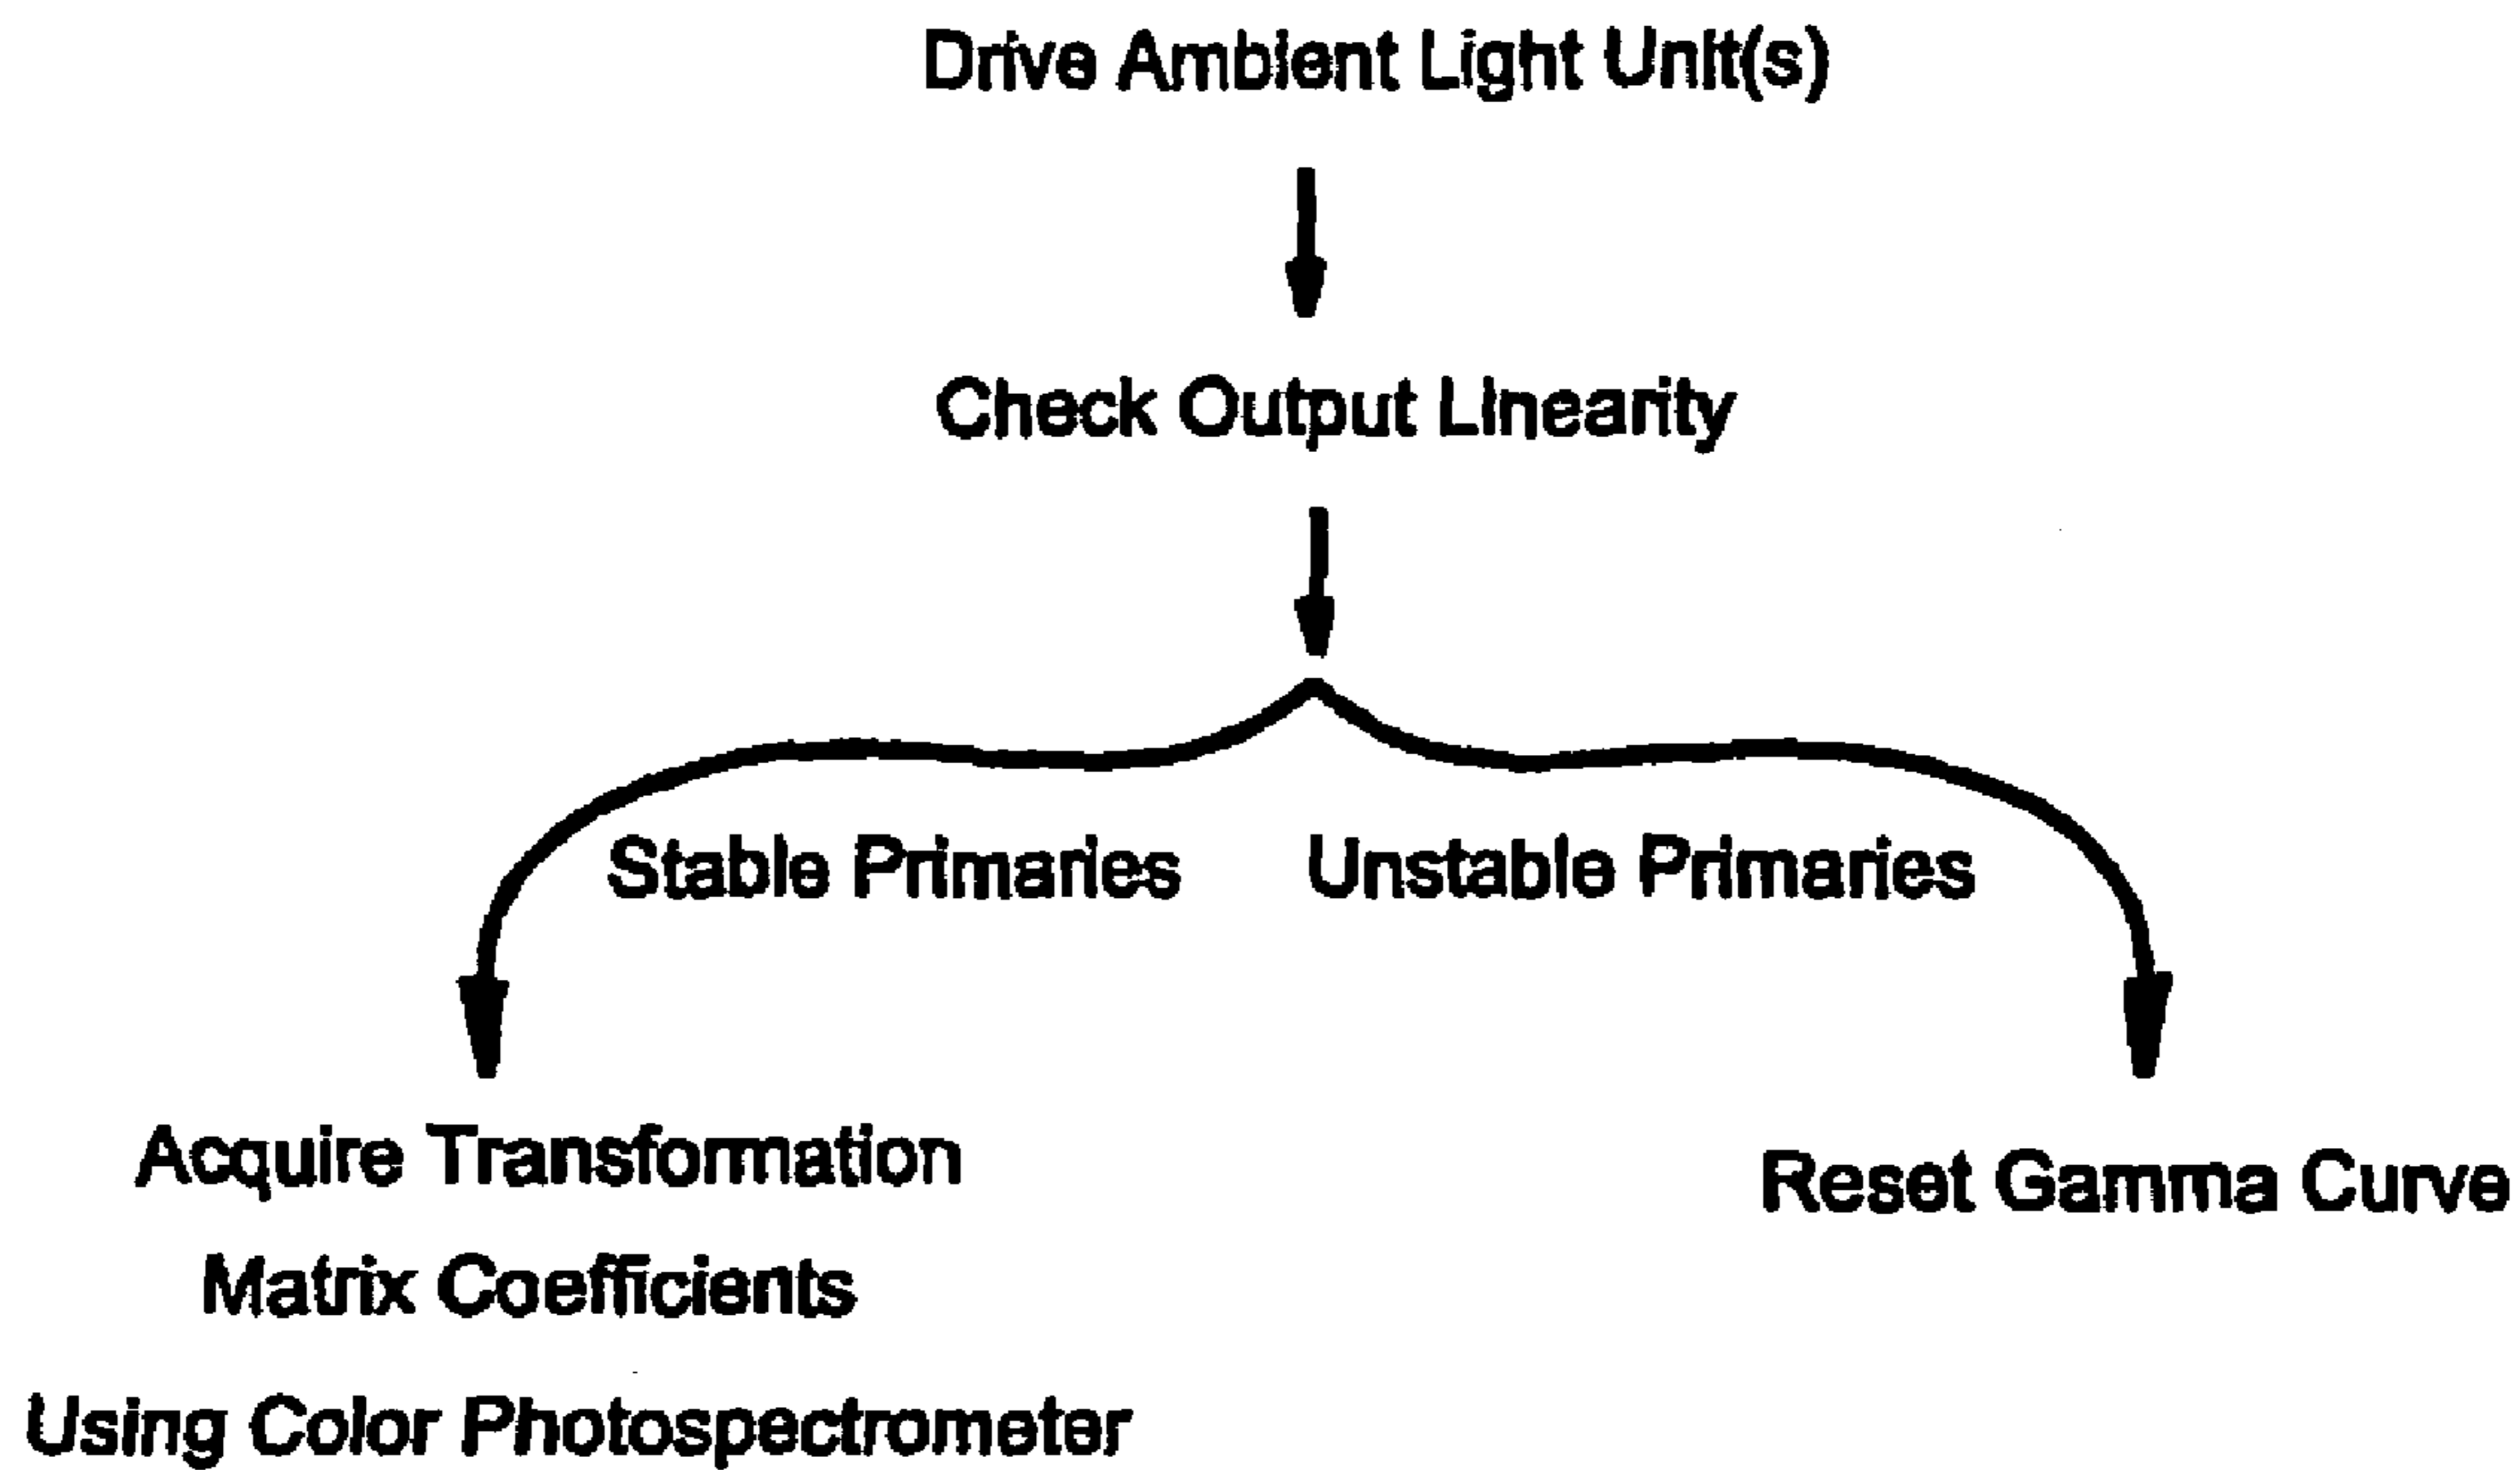 Drive Ambient Light Unit(s)
Check Output Linearity
Stable Primaries
Unstable Primaries
Acquire Transformation
Matrix Coefficients
Using Color Photospectrometer
Reset Gamma Curve